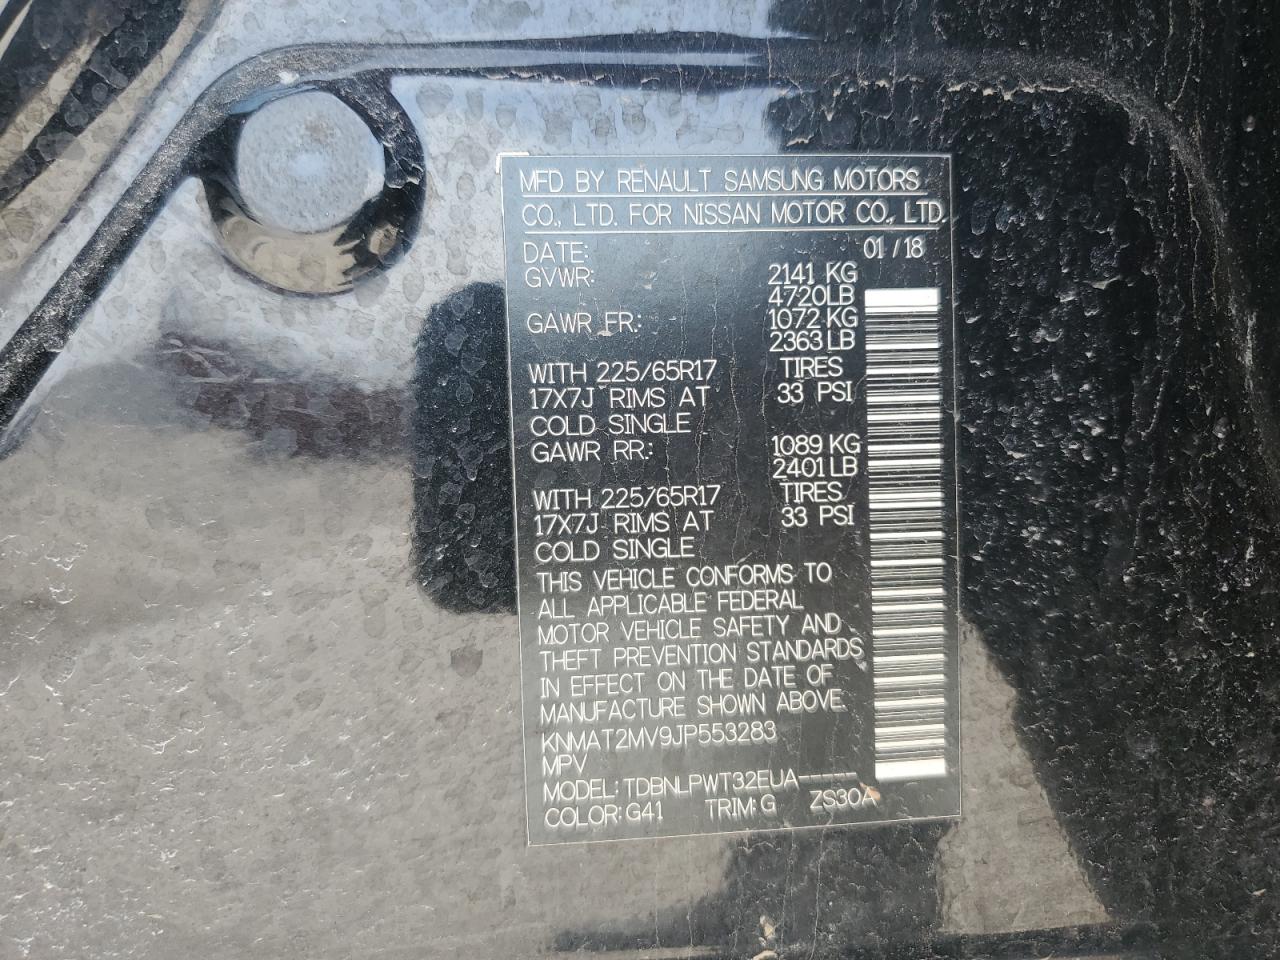 MFD BY RENAULT SAMSUNG MOTORS
CO., LTD. FOR NISSAN MOTOR CO., LTD.
DATE: 01 / 18
GVWR: 2141 KG
4720LB
GAWR FR: 1072 KG
2363 LB
WITH 225/65R17 TIRES
17X7J RIMS AT 33 PSI
COLD SINGLE
GAWR RR: 1089 KG
2401 LB
WITH 225/65R17 TIRES
17X7J RIMS AT 33 PSI
COLD SINGLE
THIS VEHICLE CONFORMS TO
ALL APPLICABLE FEDERAL
MOTOR VEHICLE SAFETY AND
THEFT PREVENTION STANDARDS
IN EFFECT ON THE DATE OF
MANUFACTURE SHOWN ABOVE.
KNMAT2MV9JP553283
MPV
MODEL: TDBNLPWT32EUA-----
COLOR: G41 TRIM: G ZS30A